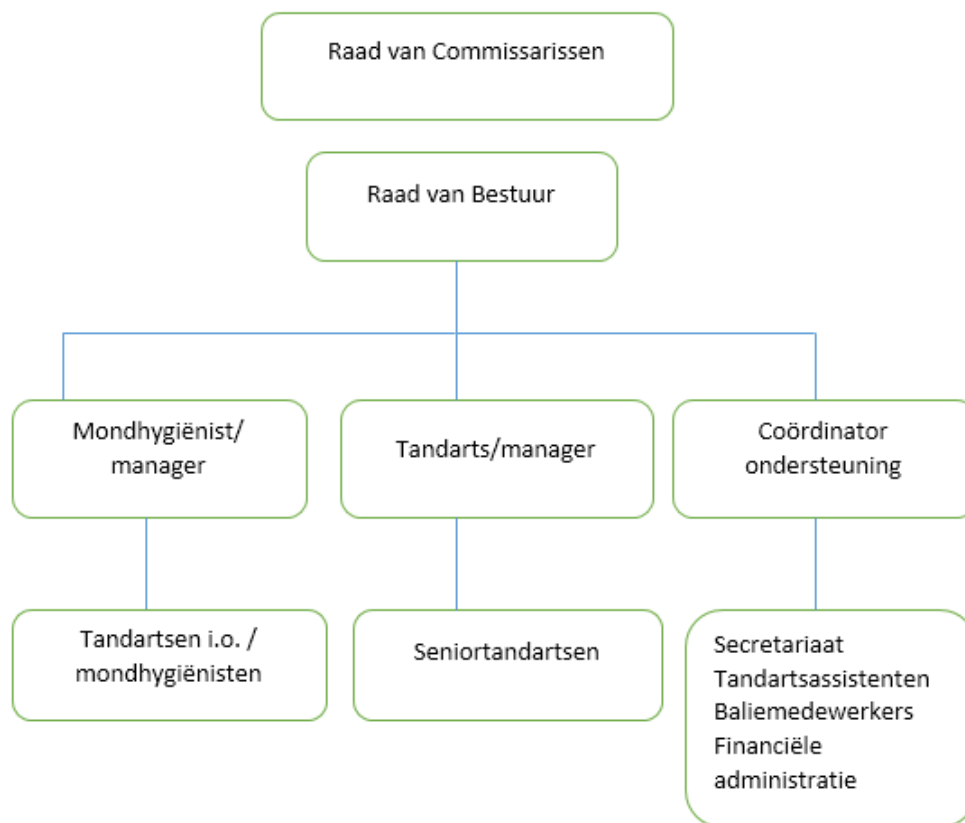 Raad van Commissarissen
Raad van Bestuur
Mondhygiënist/
manager
Tandarts/manager
Coördinator
ondersteuning
Tandartsen i.o. /
mondhygiënisten
Seniortandartsen
Secretariaat
Tandartsassistenten
Baliemedewerkers
Financiële
administratie